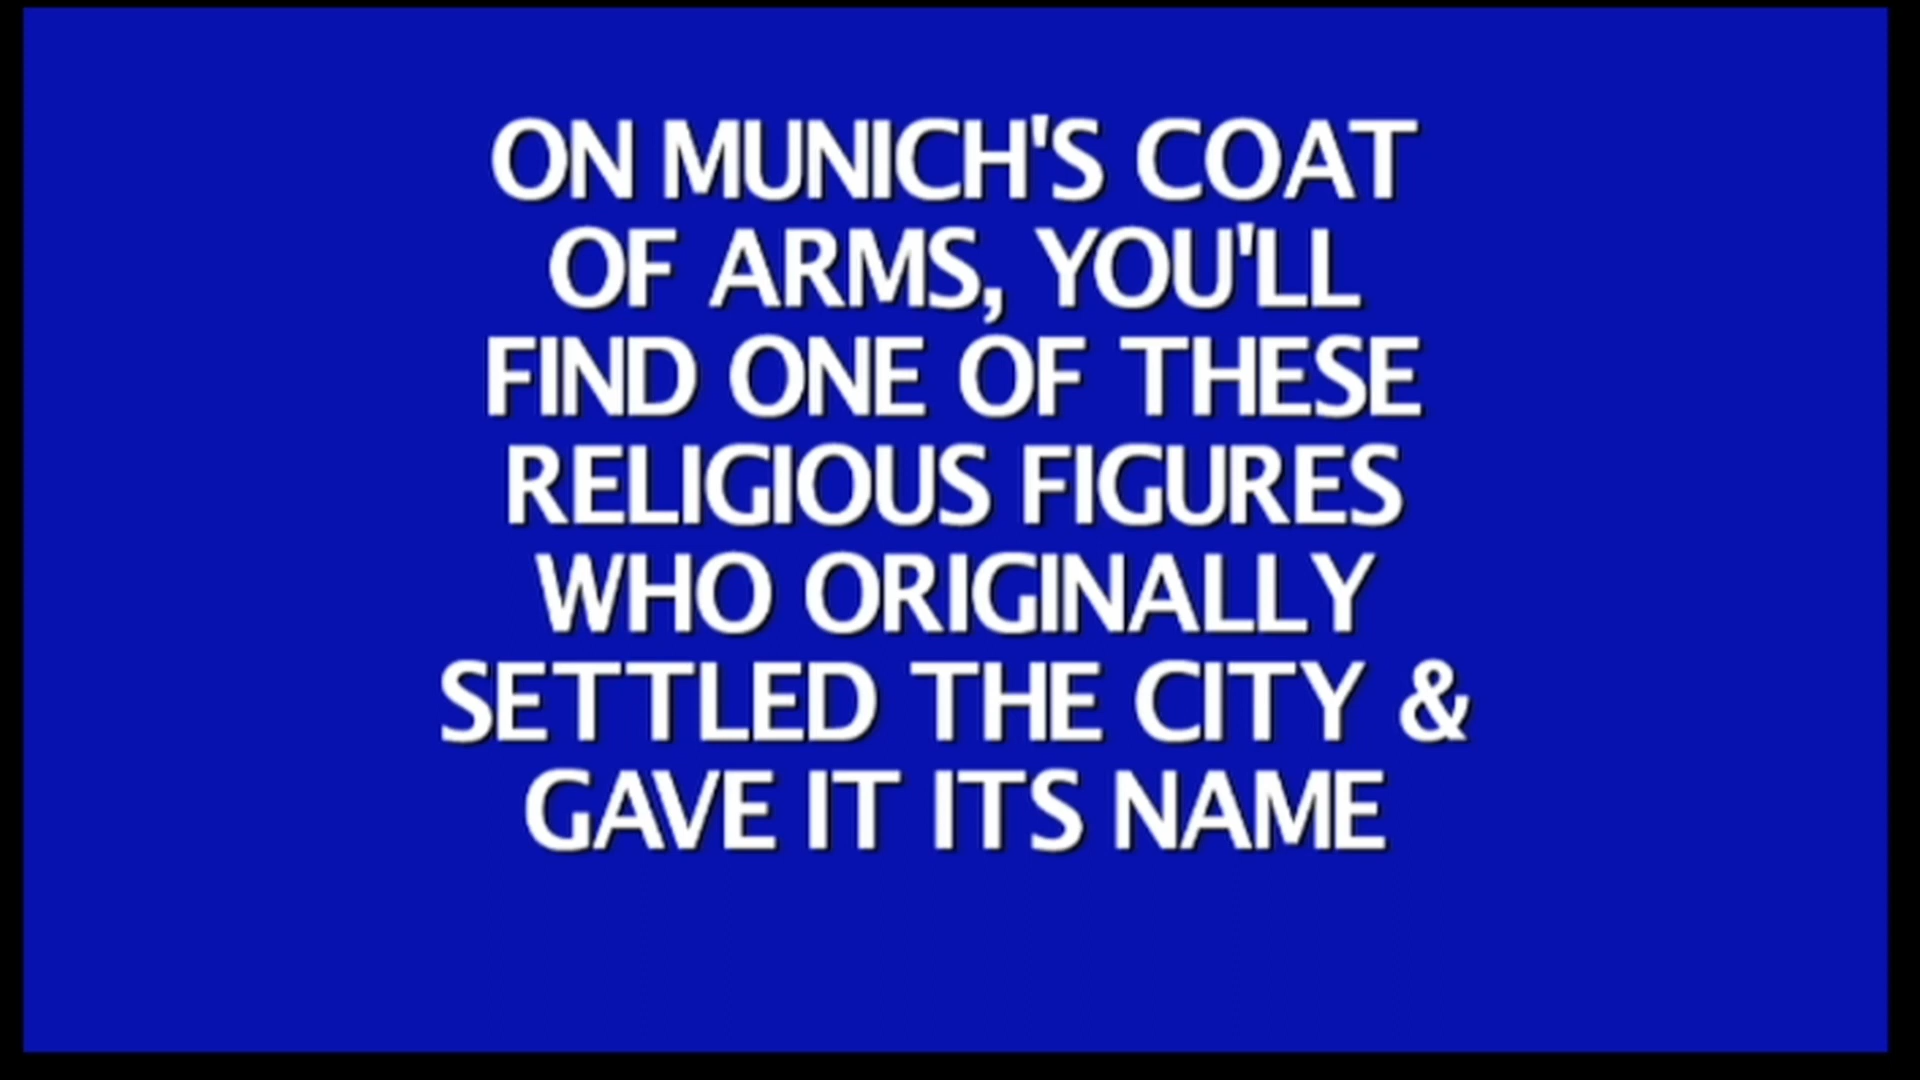 ON MUNICH'S COAT
OF ARMS, YOU'LL
FIND ONE OF THESE
RELIGIOUS FIGURES
WHO ORIGINALLY
SETTLED THE CITY &
GAVE IT ITS NAME